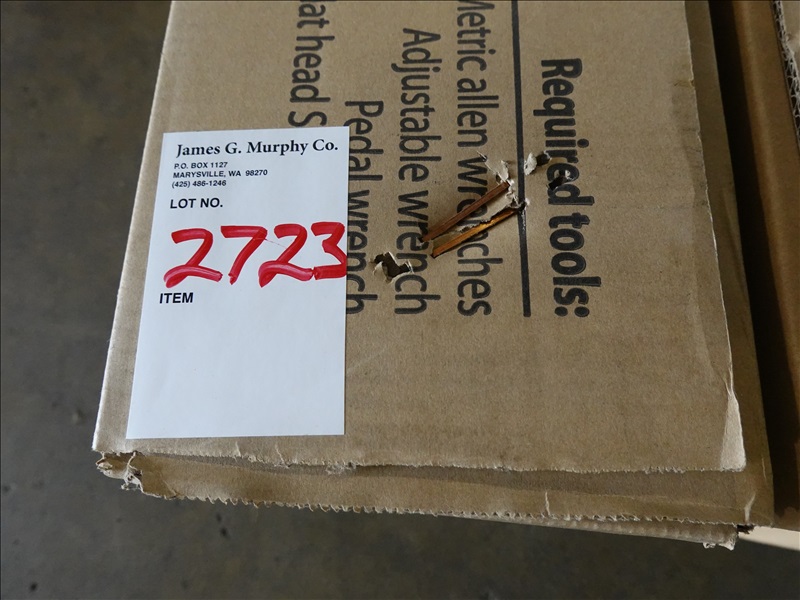 James G. Murphy Co.
P.O. BOX 1127
MARYSVILLE, WA 98270
(425) 486-1246
LOT NO.
2723
ITEM
Required tools:
Metric allen wrenches
Adjustable wrench
Pedal wrench
head